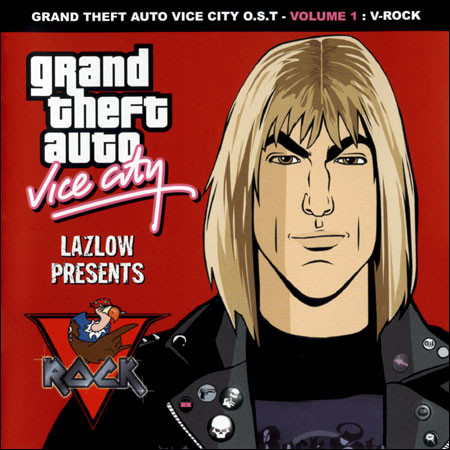 GRAND THEFT AUTO VICE CITY O.S.T - VOLUME 1 : V-ROCK
grand
theft
auto
Vice City
LAZLOW
PRESENTS
V
ROCK